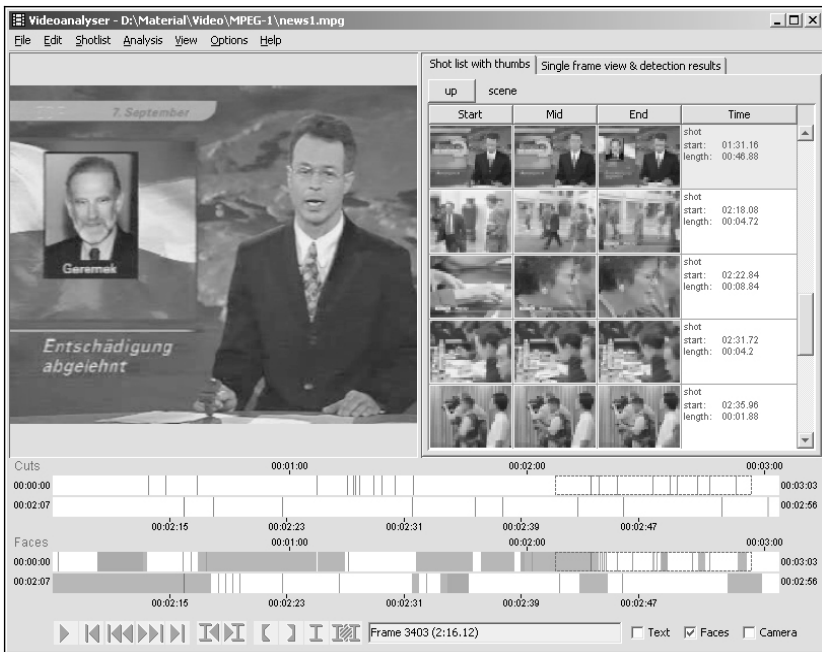 Videoanalyser - D:\Material\Video\MPEG-1\news1.mpg
File Edit Shotlist Analysis View Options Help
7. September
Geremek
Entschädigung
abgelehnt
Shot list with thumbs
Single frame view & detection results
up
scene
Start Mid End Time
shot
start: 01:31.16
length: 00:46.88
shot
start: 02:18.08
length: 00:04.72
shot
start: 02:22.84
length: 00:08.84
shot
start: 02:31.72
length: 00:04.2
shot
start: 02:35.96
length: 00:01.88
Cuts
00:01:00 00:02:00 00:03:00
00:00:00 00:03:03
00:02:07 00:02:56
00:02:15 00:02:23 00:02:31 00:02:39 00:02:47
Faces
00:01:00 00:02:00 00:03:00
00:00:00 00:03:03
00:02:07 00:02:56
00:02:15 00:02:23 00:02:31 00:02:39 00:02:47
Frame 3403 (2:16.12)
Text Faces Camera